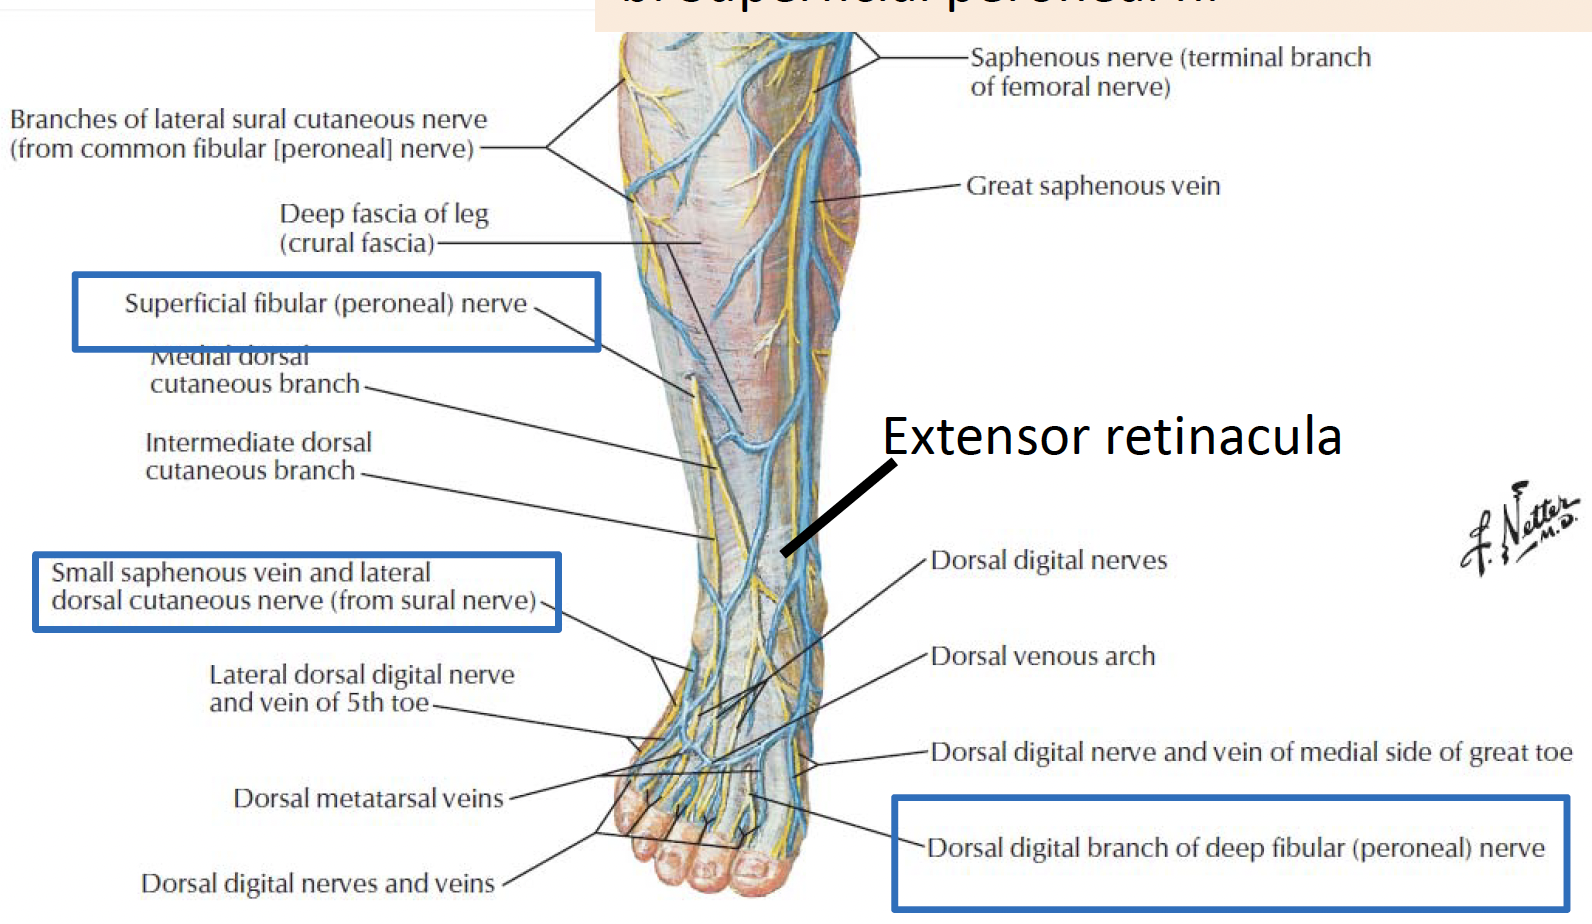 Saphenous nerve (terminal branch
of femoral nerve)
Branches of lateral sural cutaneous nerve
(from common fibular [peroneal] nerve)
Great saphenous vein
Deep fascia of leg
(crural fascia)
Superficial fibular (peroneal) nerve
Medial dorsal
cutaneous branch
Extensor retinacula
Intermediate dorsal
cutaneous branch
F. Netter
M.D.
Small saphenous vein and lateral
dorsal cutaneous nerve (from sural nerve)
Dorsal digital nerves
Dorsal venous arch
Lateral dorsal digital nerve
and vein of 5th toe
Dorsal digital nerve and vein of medial side of great toe
Dorsal metatarsal veins
Dorsal digital branch of deep fibular (peroneal) nerve
Dorsal digital nerves and veins